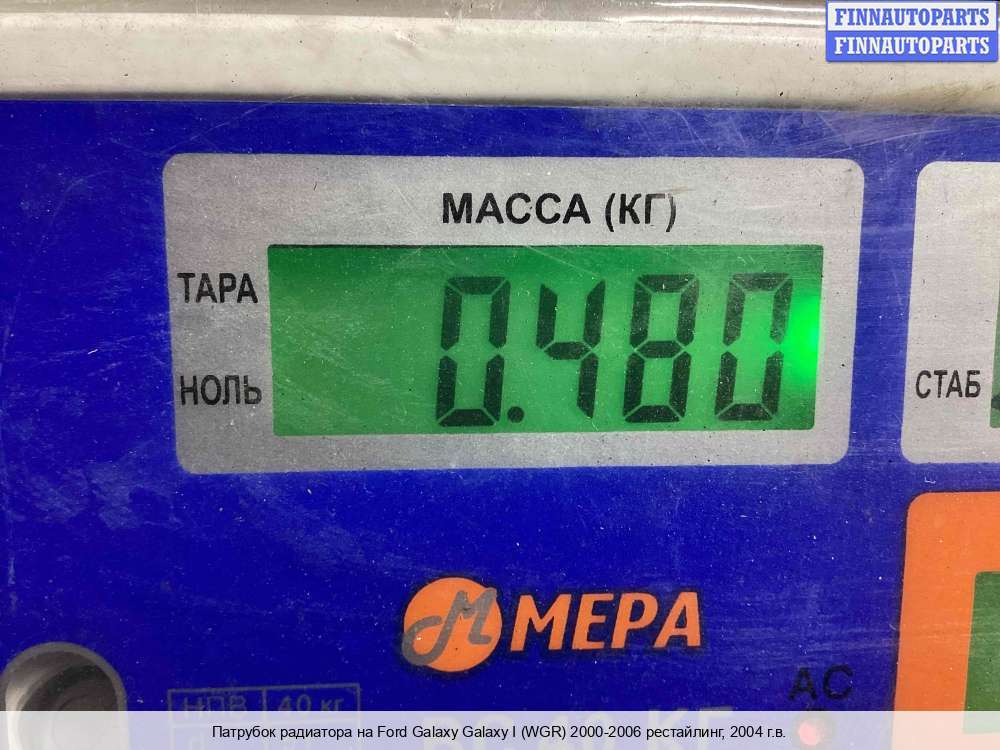 FINNAUTOPARTS
FINNAUTOPARTS
МАССА (КГ)
ТАРА
0.480
НОЛЬ
СТАБ
М МЕРА
АС
НПВ 40 кг
Патрубок радиатора на Ford Galaxy Galaxy I (WGR) 2000-2006 рестайлинг, 2004 г.в.